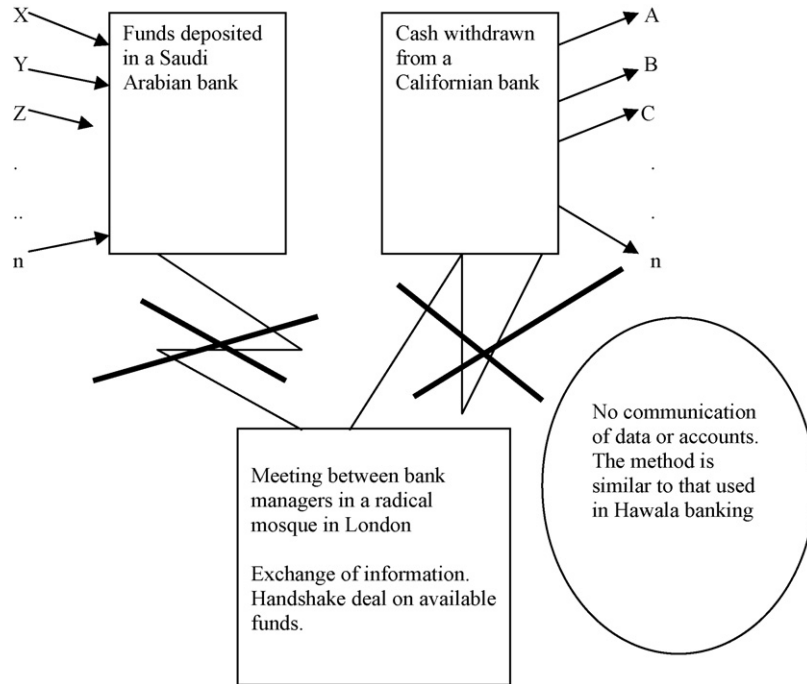 X
Y
Z
.
..
n
Funds deposited
in a Saudi
Arabian bank
Cash withdrawn
from a
Californian bank
A
B
C
.
.
n
Meeting between bank
managers in a radical
mosque in London
Exchange of information.
Handshake deal on available
funds.
No communication
of data or accounts.
The method is
similar to that used
in Hawala banking